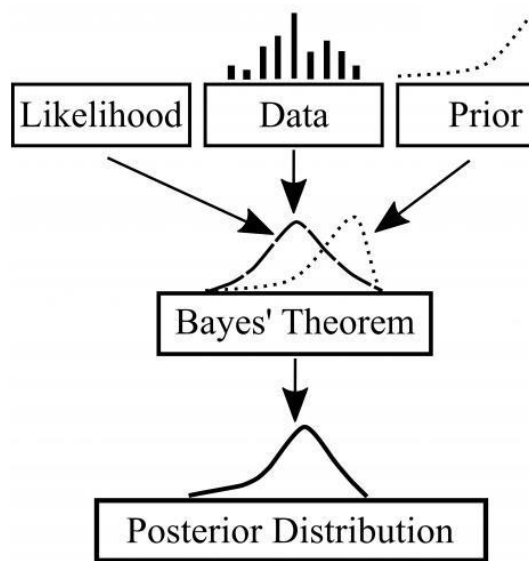 Likelihood
Data
Prior
Bayes' Theorem
Posterior Distribution